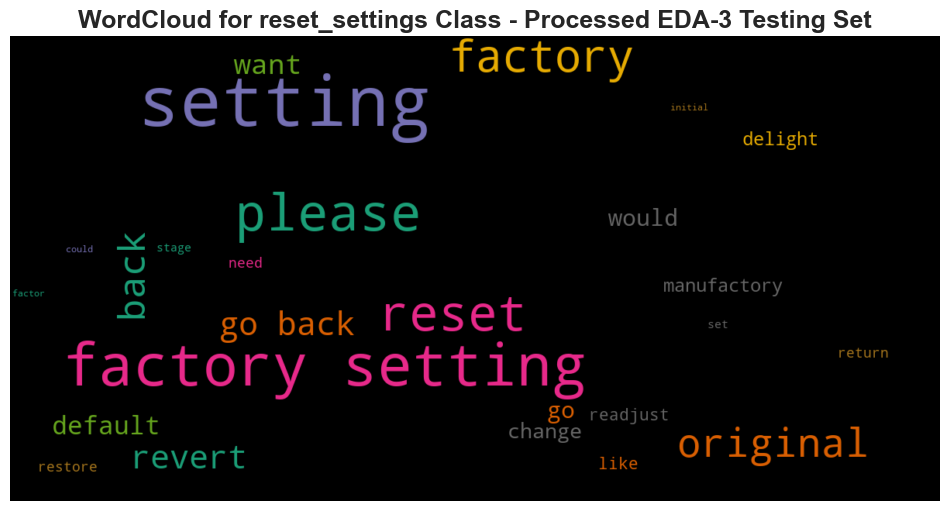 WordCloud for reset_settings Class - Processed EDA-3 Testing Set
factory
want
setting
initial
delight
please
would
back
could
stage
need
manufactory
factor
reset
go back
set
factory setting
return
go
readjust
default
change
original
revert
like
restore